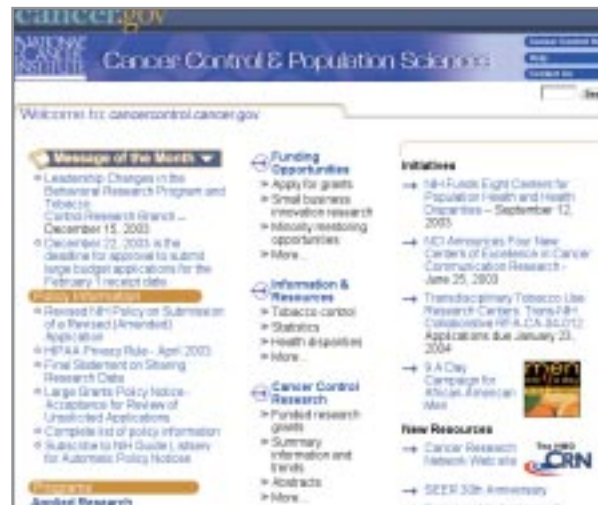 cancer.gov
NATIONAL
CANCER
INSTITUTE
Cancer Control & Population Sciences
Contact Us
Welcome to: cancercontrol.cancer.gov
Message of the Month
Leadership Changes in the
Behavioral Research Program and
Tobacco
Control Research Branch –
December 15, 2003
December 22, 2003 is the
deadline for approval to submit
large budget applications for the
February 1 receipt date
Policy Information
Revised NIH Policy on Submission
of a Revised (Amended)
Application
HIPAA Privacy Rule - April 2003
Final Statement on Sharing
Research Data
Large Grants Policy Notice-
Acceptance for Review of
Unsolicited Applications
Complete list of policy information
Subscribe to NIH Guide Listserv
for Automatic Policy Notices
Programs
Applied Research
Funding
Opportunities
Apply for grants
Small business
innovation research
Minority mentoring
opportunities
More...
Information &
Resources
Tobacco control
Statistics
Health disparities
More...
Cancer Control
Research
Funded research
grants
Summary
information and
trends
Abstracts
More...
Initiatives
NIH Funds Eight Centers for
Population Health and Health
Disparities – September 12,
2003
NCI Announces Four New
Centers of Excellence in Cancer
Communication Research -
June 25, 2003
Transdisciplinary Tobacco Use
Research Centers, Trans-NIH
Collaborative RFA, CA-04-012
Applications due January 23,
2004
9 A Day
Campaign for
African-American
Men
men
New Resources
Cancer Research
Network Web site
The HMO
CRN
SEER 30th Anniversary